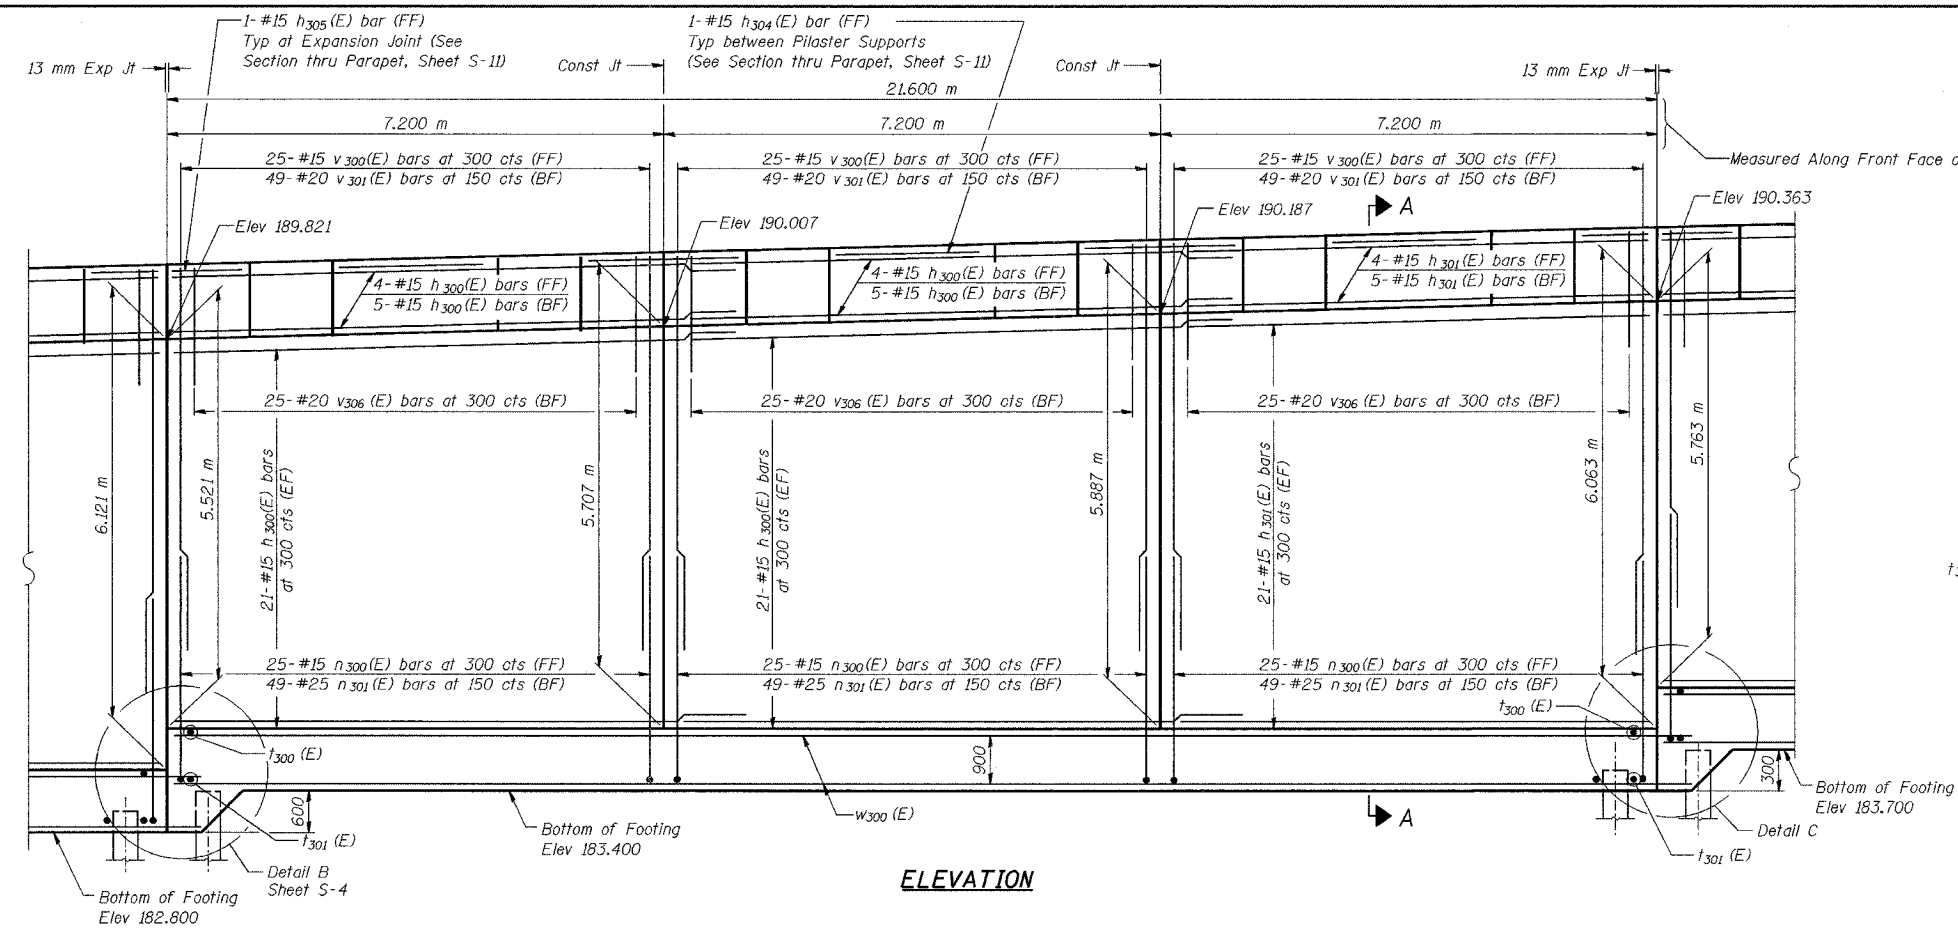 1- #15 h305(E) bar (FF)
Typ at Expansion Joint (See
Section thru Parapet, Sheet S-11)
1- #15 h304(E) bar (FF)
Typ between Pilaster Supports
(See Section thru Parapet, Sheet S-11)
13 mm Exp Jt
Const Jt
Const Jt
13 mm Exp Jt
21.600 m
7.200 m
7.200 m
7.200 m
25- #15 v300(E) bars at 300 cts (FF)
49- #20 v301(E) bars at 150 cts (BF)
25- #15 v300(E) bars at 300 cts (FF)
49- #20 v301(E) bars at 150 cts (BF)
25- #15 v300(E) bars at 300 cts (FF)
49- #20 v301(E) bars at 150 cts (BF)
Measured Along Front Face
Elev 189.821
Elev 190.007
Elev 190.187
A
Elev 190.363
4- #15 h300(E) bars (FF)
5- #15 h300(E) bars (BF)
4- #15 h300(E) bars (FF)
5- #15 h300(E) bars (BF)
4- #15 h301(E) bars (FF)
5- #15 h301(E) bars (BF)
25- #20 v306(E) bars at 300 cts (BF)
25- #20 v306(E) bars at 300 cts (BF)
25- #20 v306(E) bars at 300 cts (BF)
6.121 m
5.521 m
21- #15 h300(E) bars
at 300 cts (EF)
5.707 m
21- #15 h300(E) bars
at 300 cts (EF)
5.887 m
21- #15 h301(E) bars
at 300 cts (EF)
6.063 m
5.763 m
25- #15 n300(E) bars at 300 cts (FF)
49- #25 n301(E) bars at 150 cts (BF)
25- #15 n300(E) bars at 300 cts (FF)
49- #25 n301(E) bars at 150 cts (BF)
25- #15 n300(E) bars at 300 cts (FF)
49- #25 n301(E) bars at 150 cts (BF)
t300(E)
t300(E)
900
600
300
w300(E)
Bottom of Footing
Elev 183.400
A
Bottom of Footing
Elev 183.700
t301(E)
Detail C
t301(E)
Detail B
Sheet S-4
Bottom of Footing
Elev 182.800
ELEVATION